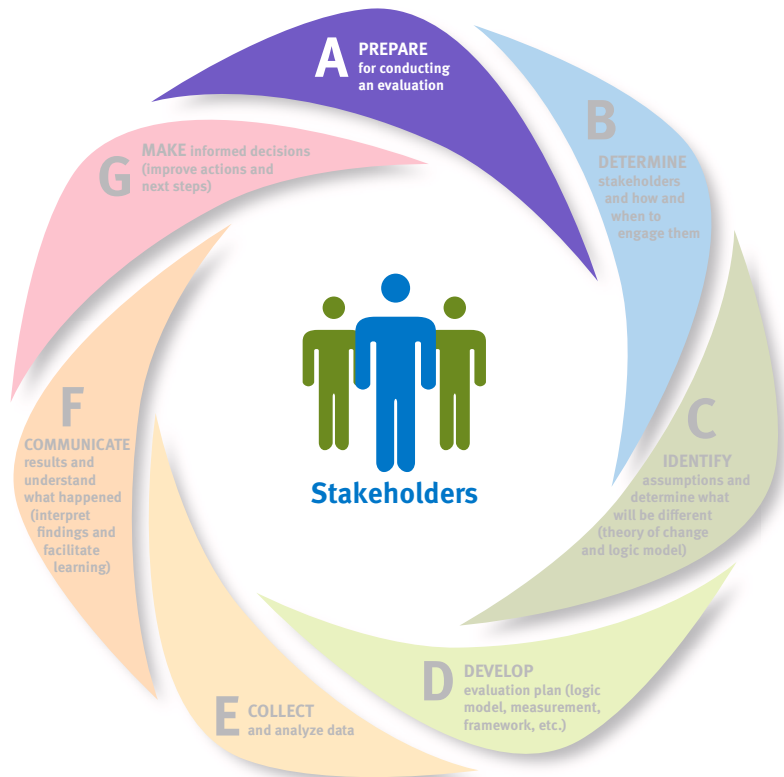 A
PREPARE
for conducting
an evaluation
B
DETERMINE
stakeholders
and how and
when to
engage them
C
IDENTIFY
assumptions and
determine what
will be different
(theory of change
and logic model)
D
DEVELOP
evaluation plan (logic
model, measurement,
framework, etc.)
E
COLLECT
and analyze data
F
COMMUNICATE
results and
understand
what happened
(interpret
findings and
facilitate
learning)
G
MAKE informed decisions
(improve actions and
next steps)
Stakeholders